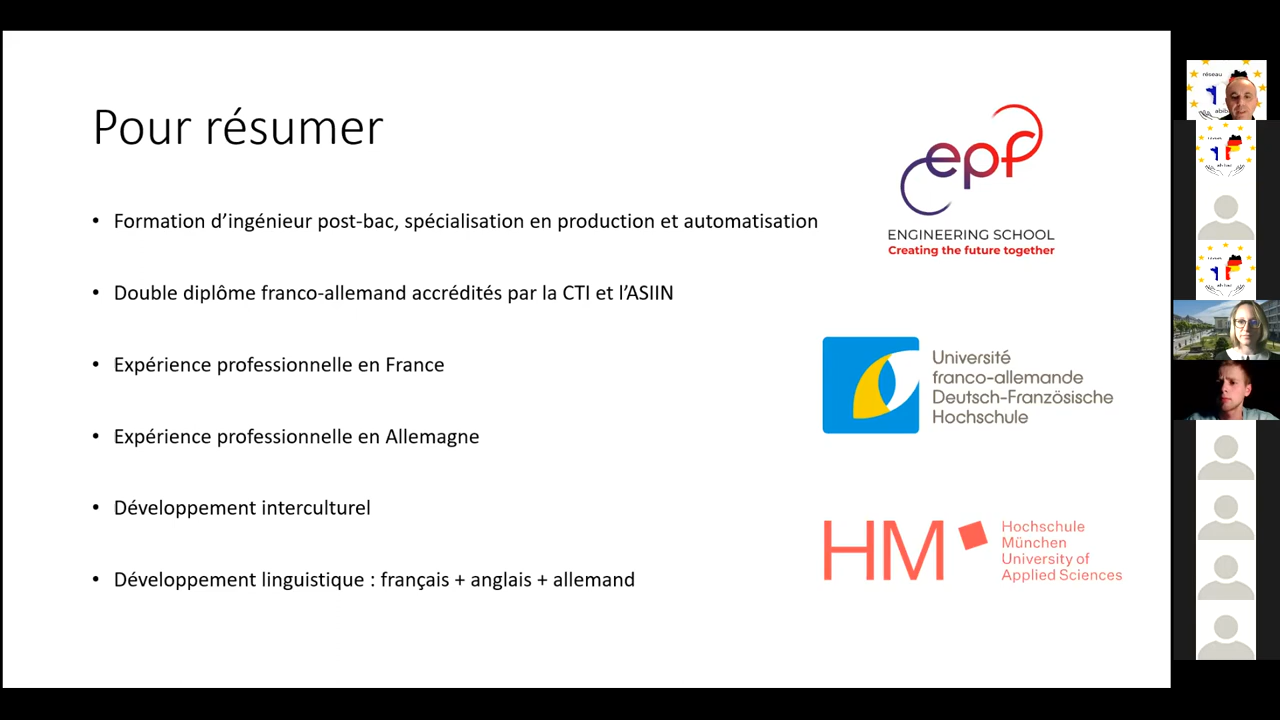 Pour résumer
• Formation d’ingénieur post-bac, spécialisation en production et automatisation
• Double diplôme franco-allemand accrédités par la CTI et l’ASIIN
• Expérience professionnelle en France
• Expérience professionnelle en Allemagne
• Développement interculturel
• Développement linguistique : français + anglais + allemand
epf
ENGINEERING SCHOOL
Creating the future together
Université
franco-allemande
Deutsch-Französische
Hochschule
HM
Hochschule
München
University of
Applied Sciences
réseau